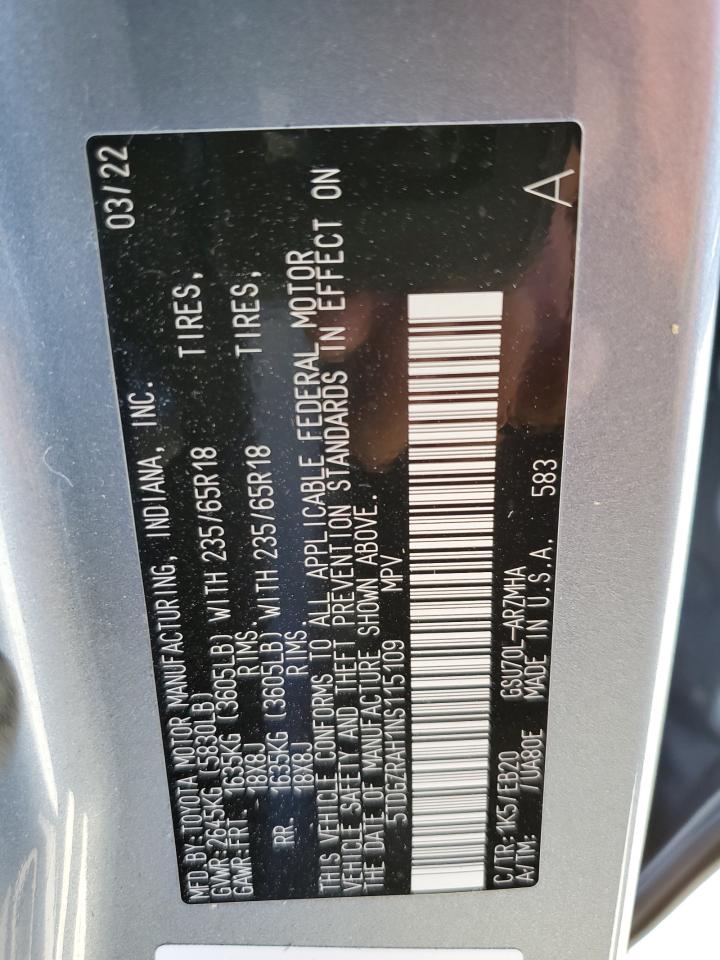 MFD. BY: TOYOTA MOTOR MANUFACTURING, INDIANA, INC. 03/22
GVWR: 2645KG (5830LB)
GAWR: FRT. 1635KG (3605LB) WITH 235/65R18 TIRES,
18X8J RIMS,
RR. 1635KG (3605LB) WITH 235/65R18 TIRES,
18X8J RIMS.
THIS VEHICLE CONFORMS TO ALL APPLICABLE FEDERAL MOTOR
VEHICLE SAFETY AND THEFT PREVENTION STANDARDS IN EFFECT ON
THE DATE OF MANUFACTURE SHOWN ABOVE.
5TDGZRAH1NS115109 MPV
C/TR: 1K5/EB20 GSU70L-ARZMHA
A/TM: /UA80E MADE IN U.S.A. 583 A